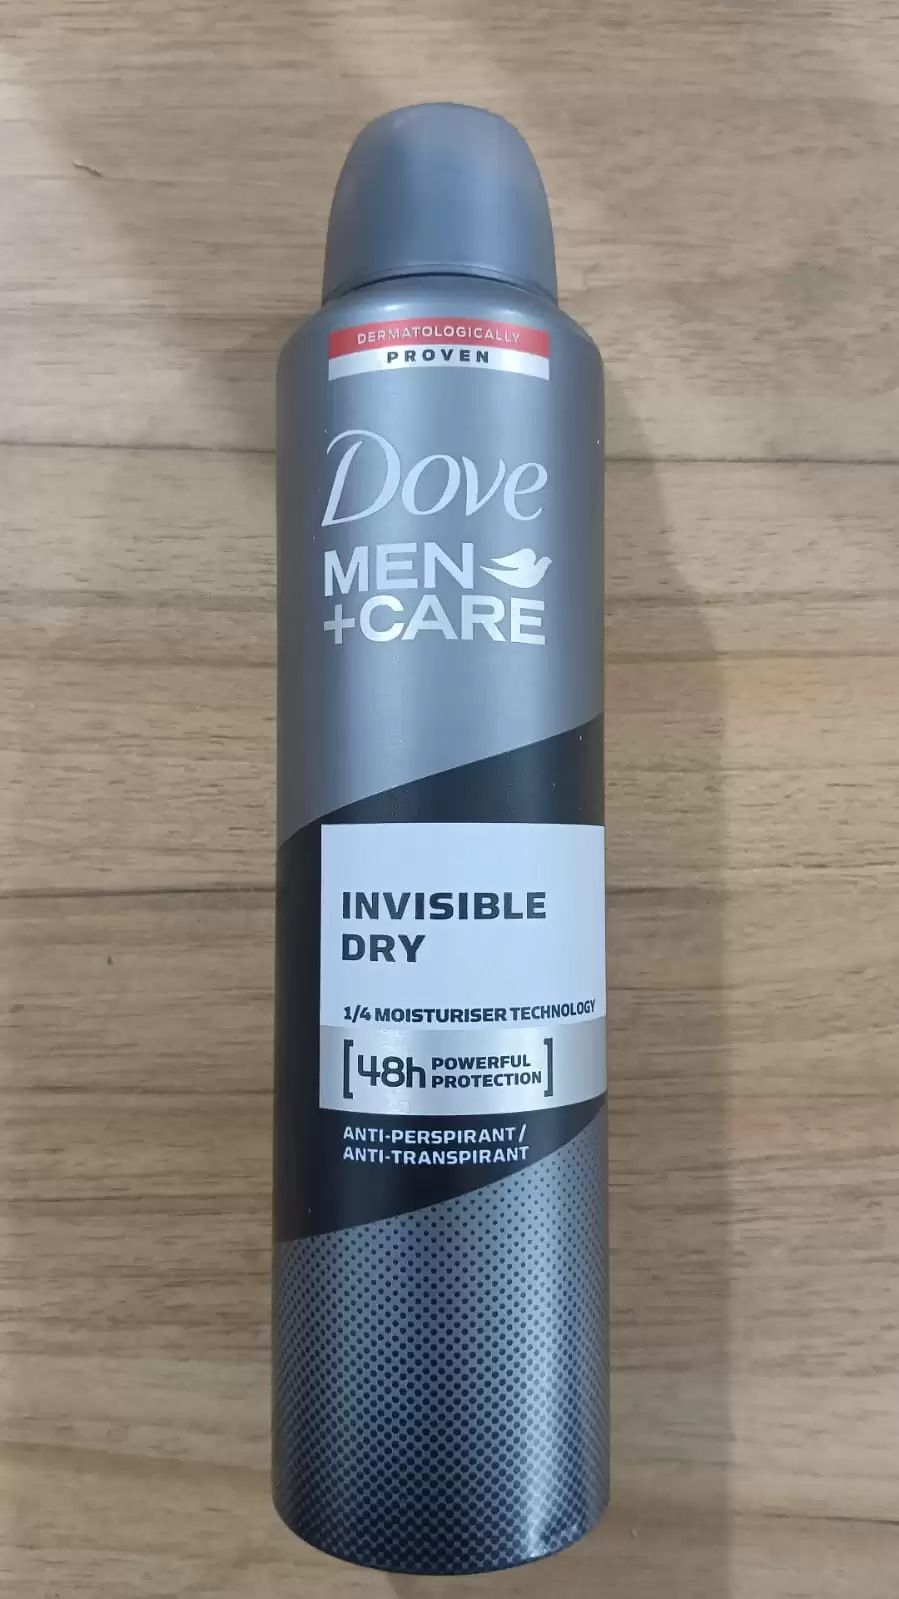 DERMATOLOGICALLY
PROVEN
Dove
MEN
+CARE
INVISIBLE
DRY
1/4 MOISTURISER TECHNOLOGY
[48h POWERFUL
PROTECTION]
ANTI-PERSPIRANT/
ANTI-TRANSPIRANT